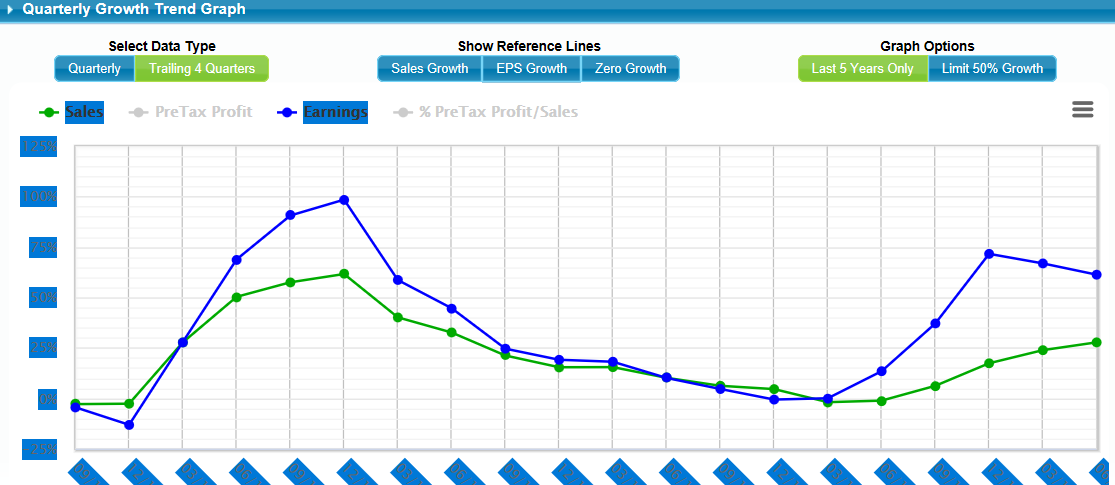 Quarterly Growth Trend Graph
Select Data Type
Show Reference Lines
Graph Options
Quarterly
Trailing 4 Quarters
Sales Growth
EPS Growth
Zero Growth
Last 5 Years Only
Limit 50% Growth
Sales
PreTax Profit
Earnings
% PreTax Profit/Sales
125%
100%
75%
50%
25%
0%
-25%